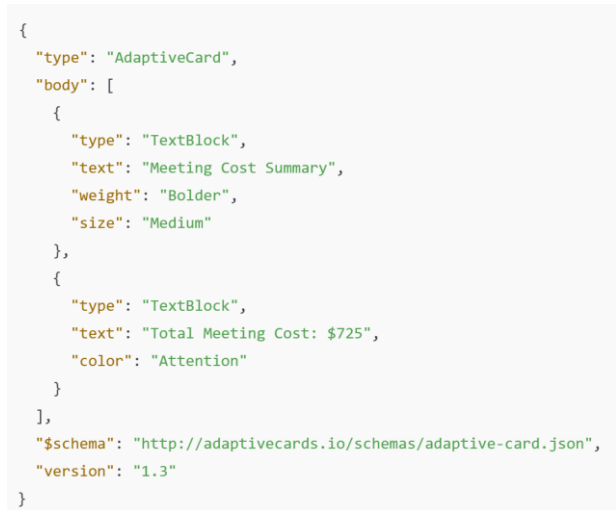 {
  "type": "AdaptiveCard",
  "body": [
    {
      "type": "TextBlock",
      "text": "Meeting Cost Summary",
      "weight": "Bolder",
      "size": "Medium"
    },
    {
      "type": "TextBlock",
      "text": "Total Meeting Cost: $725",
      "color": "Attention"
    }
  ],
  "$schema": "http://adaptivecards.io/schemas/adaptive-card.json",
  "version": "1.3"
}